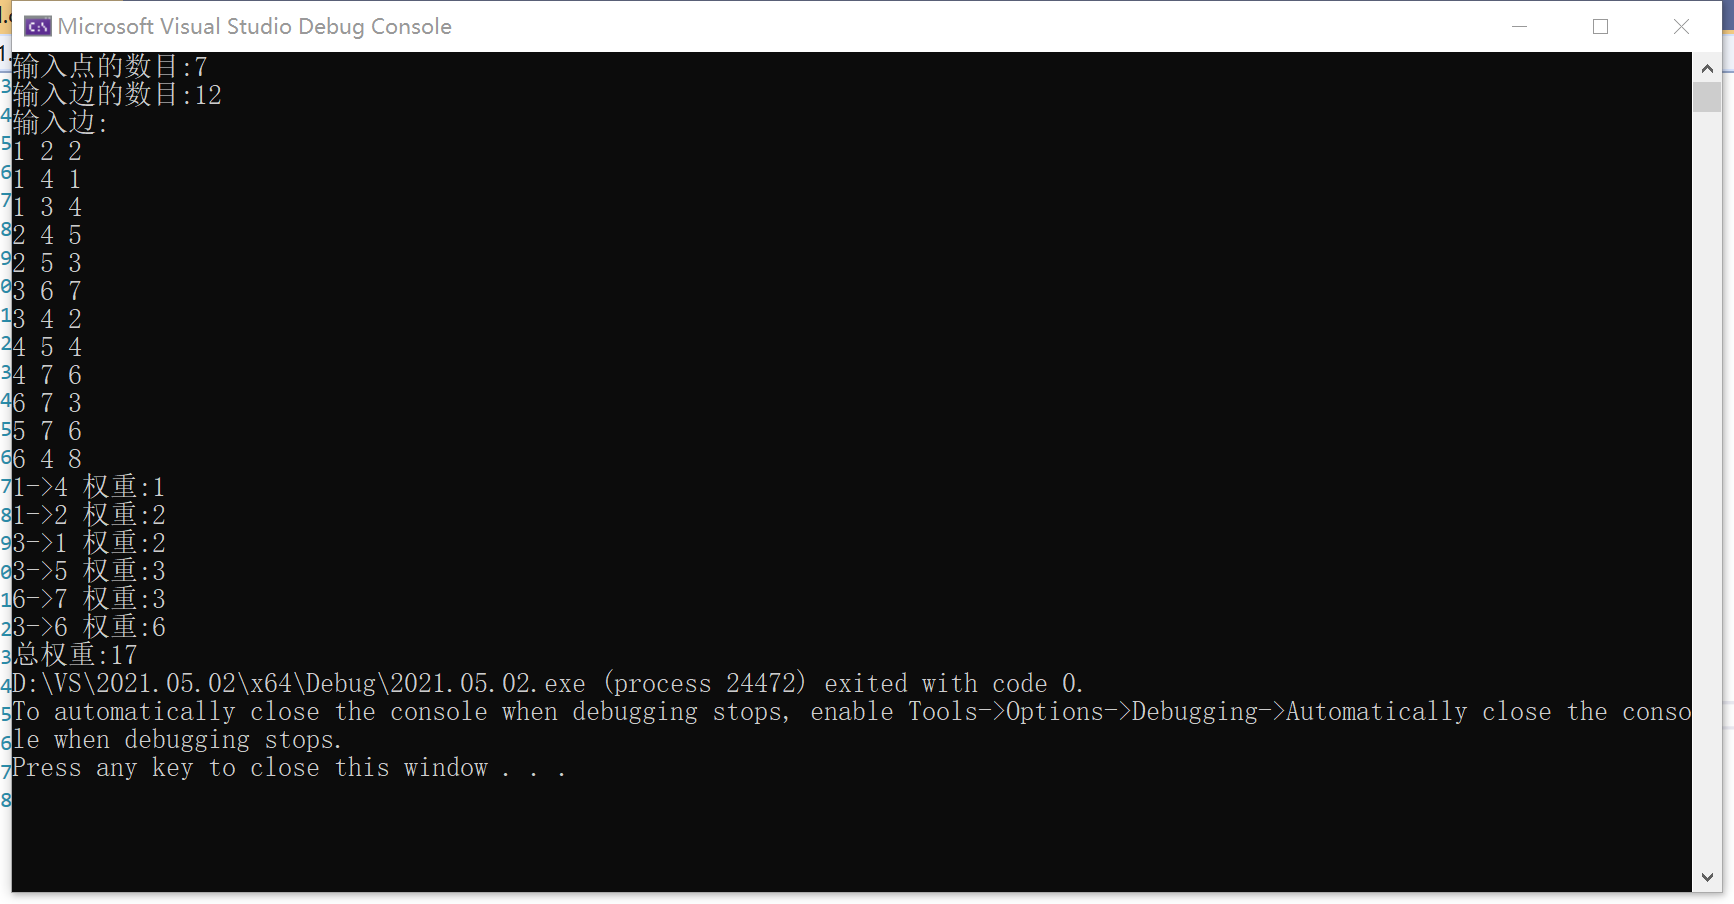 Microsoft Visual Studio Debug Console
输入点的数目:7
输入边的数目:12
输入边:
1 2 2
1 4 1
1 3 4
2 4 5
2 5 3
3 6 7
3 4 2
4 5 4
4 7 6
6 7 3
5 7 6
6 4 8
1->4 权重:1
1->2 权重:2
3->1 权重:2
3->5 权重:3
6->7 权重:3
3->6 权重:6
总权重:17
D:\VS\2021.05.02\x64\Debug\2021.05.02.exe (process 24472) exited with code 0.
To automatically close the console when debugging stops, enable Tools->Options->Debugging->Automatically close the conso
le when debugging stops.
Press any key to close this window . . .